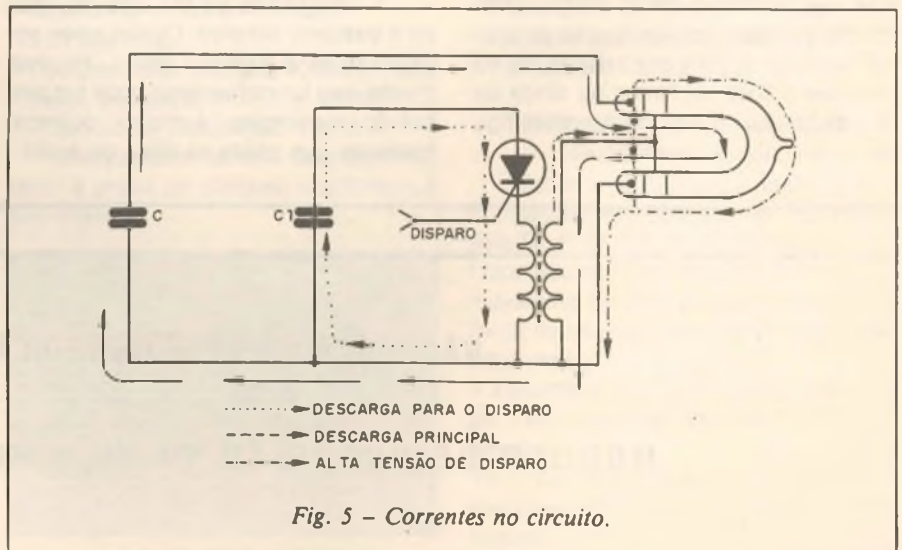 C
C1
DISPARO
DESCARGA PARA O DISPARO
DESCARGA PRINCIPAL
ALTA TENSÃO DE DISPARO
Fig. 5 – Correntes no circuito.